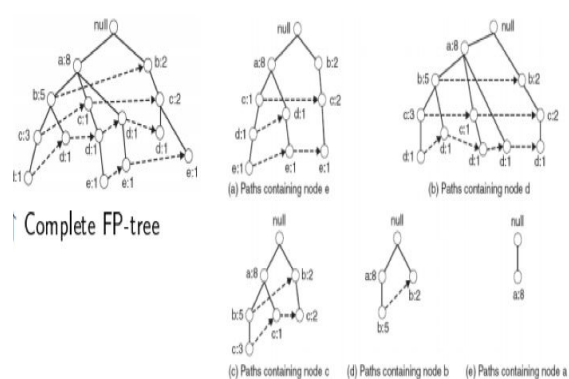 null
a:8
b:2
b:5
c:1
c:2
c:3
d:1
d:1
d:1
d:1
:1
e:1
e:1
e:1
Complete FP-tree
null
a:8
b:2
c:1
c:2
d:1
d:1
e:1
e:1
e:1
(a) Paths containing node e
null
a:8
b:5
b:2
c:3
c:1
c:2
d:1
d:1
d:1
d:1
d:1
(b) Paths containing node d
null
a:8
b:2
b:5
c:1
c:2
c:3
(c) Paths containing node c
null
a:8
b:2
b:5
(d) Paths containing node b
null
a:8
(e) Paths containing node a